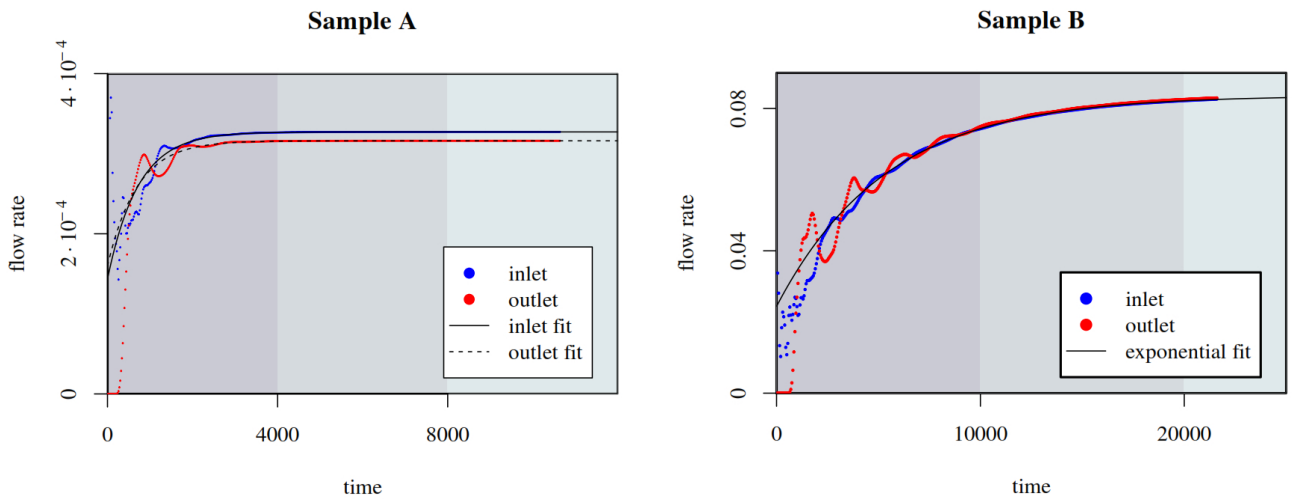 Sample A
flow rate
4·10⁻⁴
2·10⁻⁴
0
0
4000
8000
time
inlet
outlet
inlet fit
outlet fit
Sample B
flow rate
0.08
0.04
0
0
10000
20000
time
inlet
outlet
exponential fit